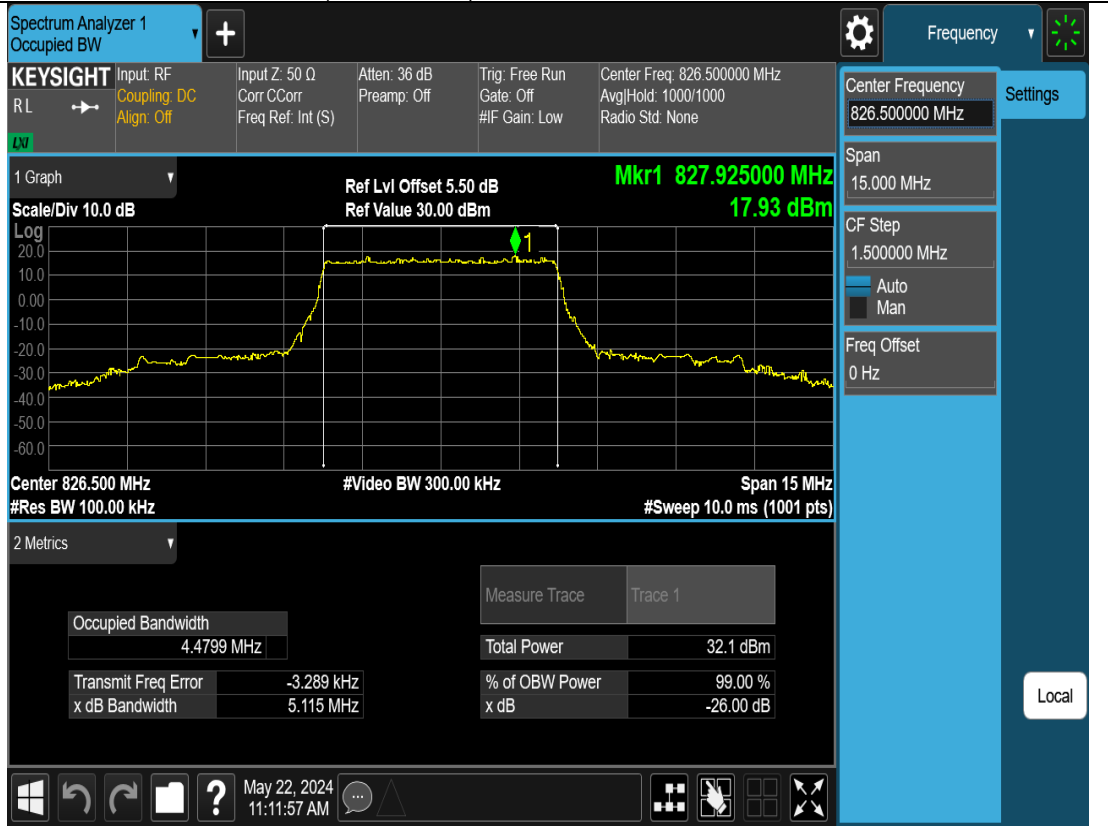 Spectrum Analyzer 1
Occupied BW
+
Frequency
KEYSIGHT
R L
LXI
Input: RF
Coupling: DC
Align: Off
Input Z: 50 Ω
Corr CCorr
Freq Ref: Int (S)
Atten: 36 dB
Preamp: Off
Trig: Free Run
Gate: Off
#IF Gain: Low
Center Freq: 826.500000 MHz
Avg|Hold: 1000/1000
Radio Std: None
Center Frequency
826.500000 MHz
Settings
Span
15.000 MHz
CF Step
1.500000 MHz
Auto
Man
Freq Offset
0 Hz
Local
1 Graph
Ref Lvl Offset 5.50 dB
Mkr1 827.925000 MHz
Scale/Div 10.0 dB
Ref Value 30.00 dBm
17.93 dBm
Log
1
20.0
10.0
0.00
-10.0
-20.0
-30.0
-40.0
-50.0
-60.0
Center 826.500 MHz
#Video BW 300.00 kHz
Span 15 MHz
#Res BW 100.00 kHz
#Sweep 10.0 ms (1001 pts)
2 Metrics
Measure Trace
Trace 1
Occupied Bandwidth
4.4799 MHz
Total Power
32.1 dBm
Transmit Freq Error
-3.289 kHz
% of OBW Power
99.00 %
x dB Bandwidth
5.115 MHz
x dB
-26.00 dB
?
May 22, 2024
11:11:57 AM